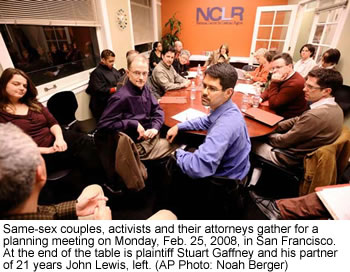 NCLR
Same-sex couples, activists and their attorneys gather for a
planning meeting on Monday, Feb. 25, 2008, in San Francisco.
At the end of the table is plaintiff Stuart Gaffney and his partner
of 21 years John Lewis, left. (AP Photo: Noah Berger)